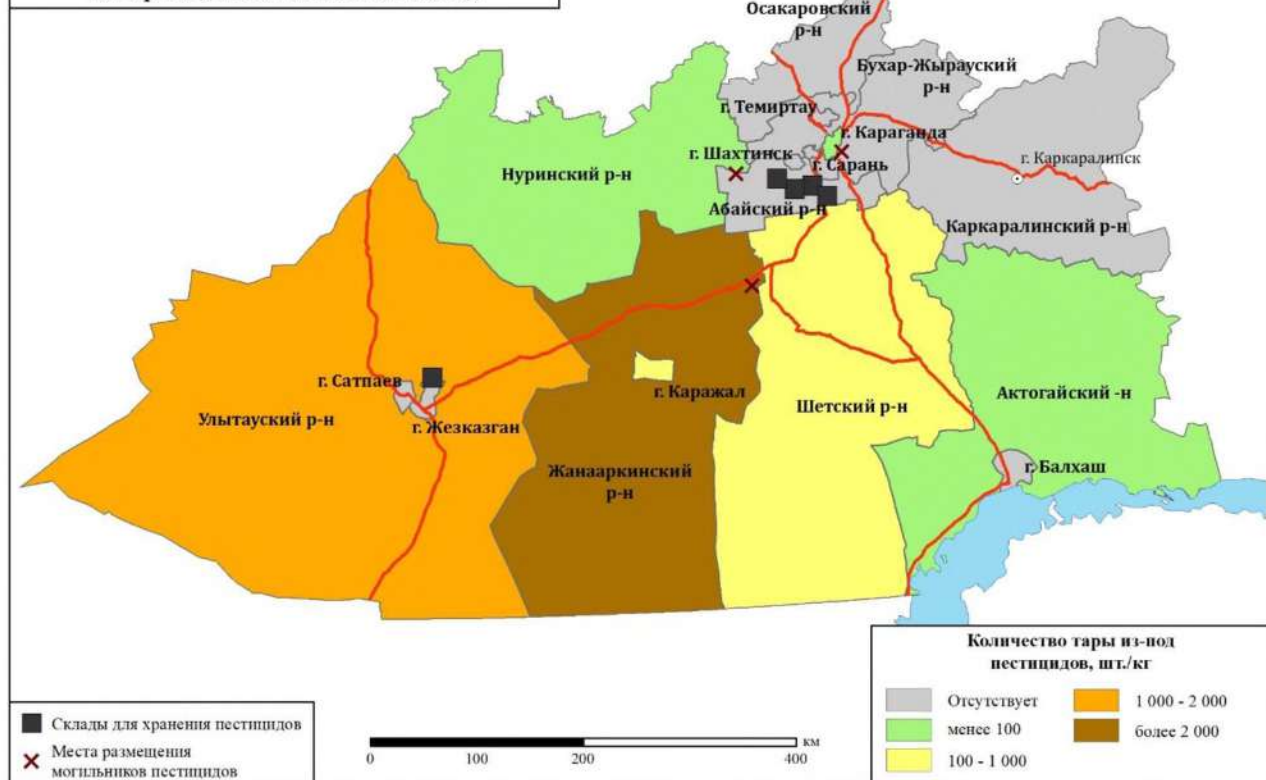 Осакаровский
р-н
Бухар-Жырауский
р-н
г. Темиртау
г. Караганда
г. Шахтинск
г. Сарань
г. Каркаралипск
Нуринский р-н
Абайский р-н
Каркаралинский р-н
г. Сатпаев
г. Каражал
Улытауский р-н
г. Жезказган
Шетский р-н
Актогайский -н
Жанааркинский
р-н
г. Балхаш
Количество тары из-под
пестицидов, шт./кг
Отсутствует
1 000 - 2 000
менее 100
более 2 000
100 - 1 000
Склады для хранения пестицидов
Места размещения
могильников пестицидов
км
0
100
200
400